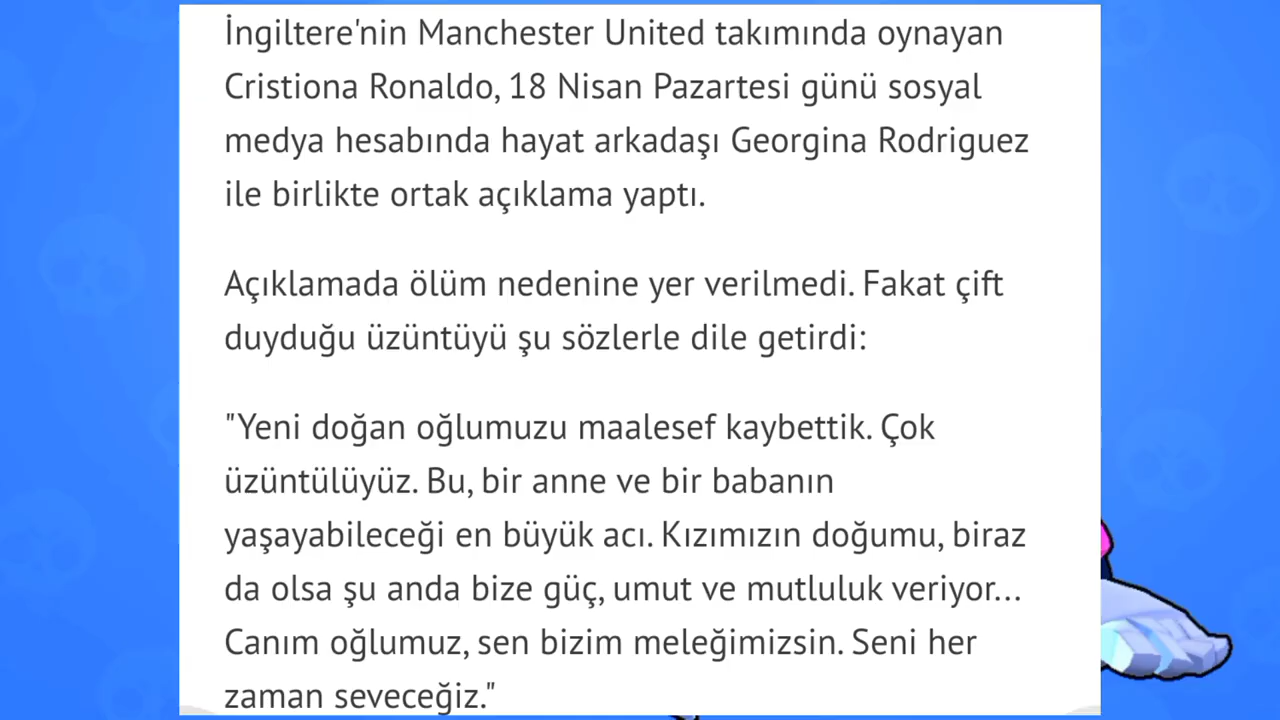 İngiltere'nin Manchester United takımında oynayan
Cristiona Ronaldo, 18 Nisan Pazartesi günü sosyal
medya hesabında hayat arkadaşı Georgina Rodriguez
ile birlikte ortak açıklama yaptı.
Açıklamada ölüm nedenine yer verilmedi. Fakat çift
duyduğu üzüntüyü şu sözlerle dile getirdi:
"Yeni doğan oğlumuzu maalesef kaybettik. Çok
üzüntülüyüz. Bu, bir anne ve bir babanın
yaşayabileceği en büyük acı. Kızımızın doğumu, biraz
da olsa şu anda bize güç, umut ve mutluluk veriyor...
Canım oğlumuz, sen bizim meleğimizsin. Seni her
zaman seveceğiz."